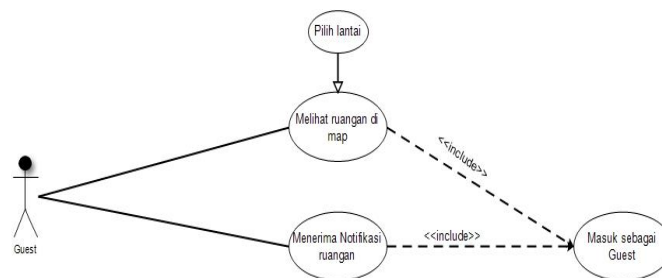 Pilih lantai
Melihat ruangan di
map
<<include>>
Guest
Menerima Notifikasi
ruangan
<<include>>
Masuk sebagai
Guest